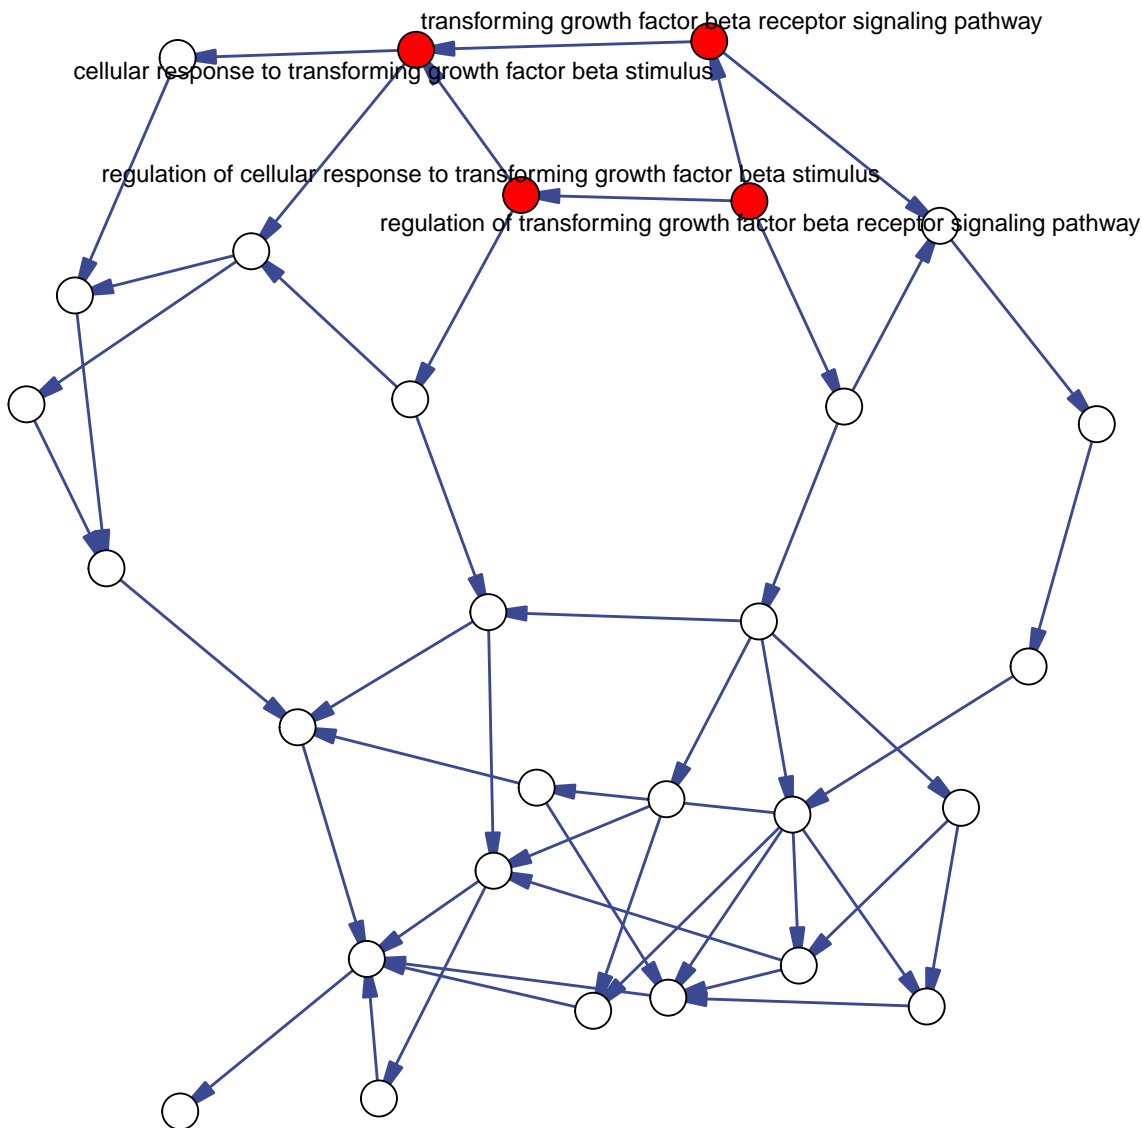 transforming growth factor beta receptor signaling pathway
cellular response to transforming growth factor beta stimulus
regulation of cellular response to transforming growth factor beta stimulus
regulation of transforming growth factor beta receptor signaling pathway